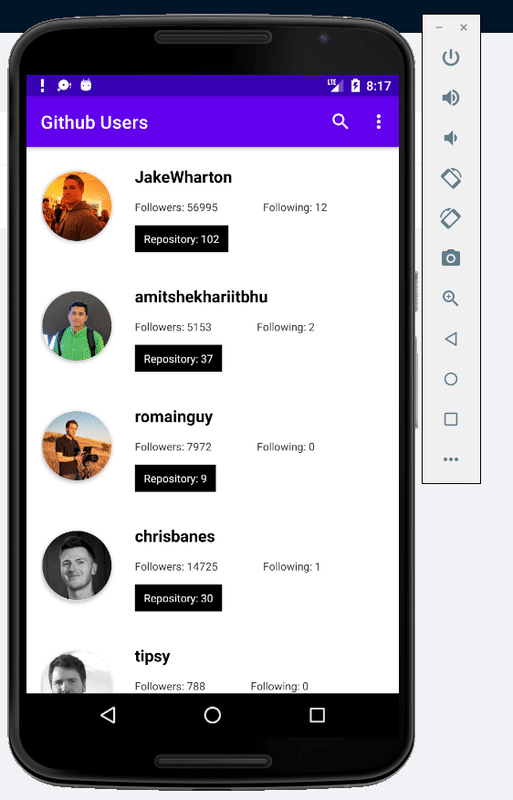 LTE 8:17
Github Users
JakeWharton
Followers: 56995 Following: 12
Repository: 102
amitshekhariitbhu
Followers: 5153 Following: 2
Repository: 37
romainguy
Followers: 7972 Following: 0
Repository: 9
chrisbanes
Followers: 14725 Following: 1
Repository: 30
tipsy
Followers: 788 Following: 0